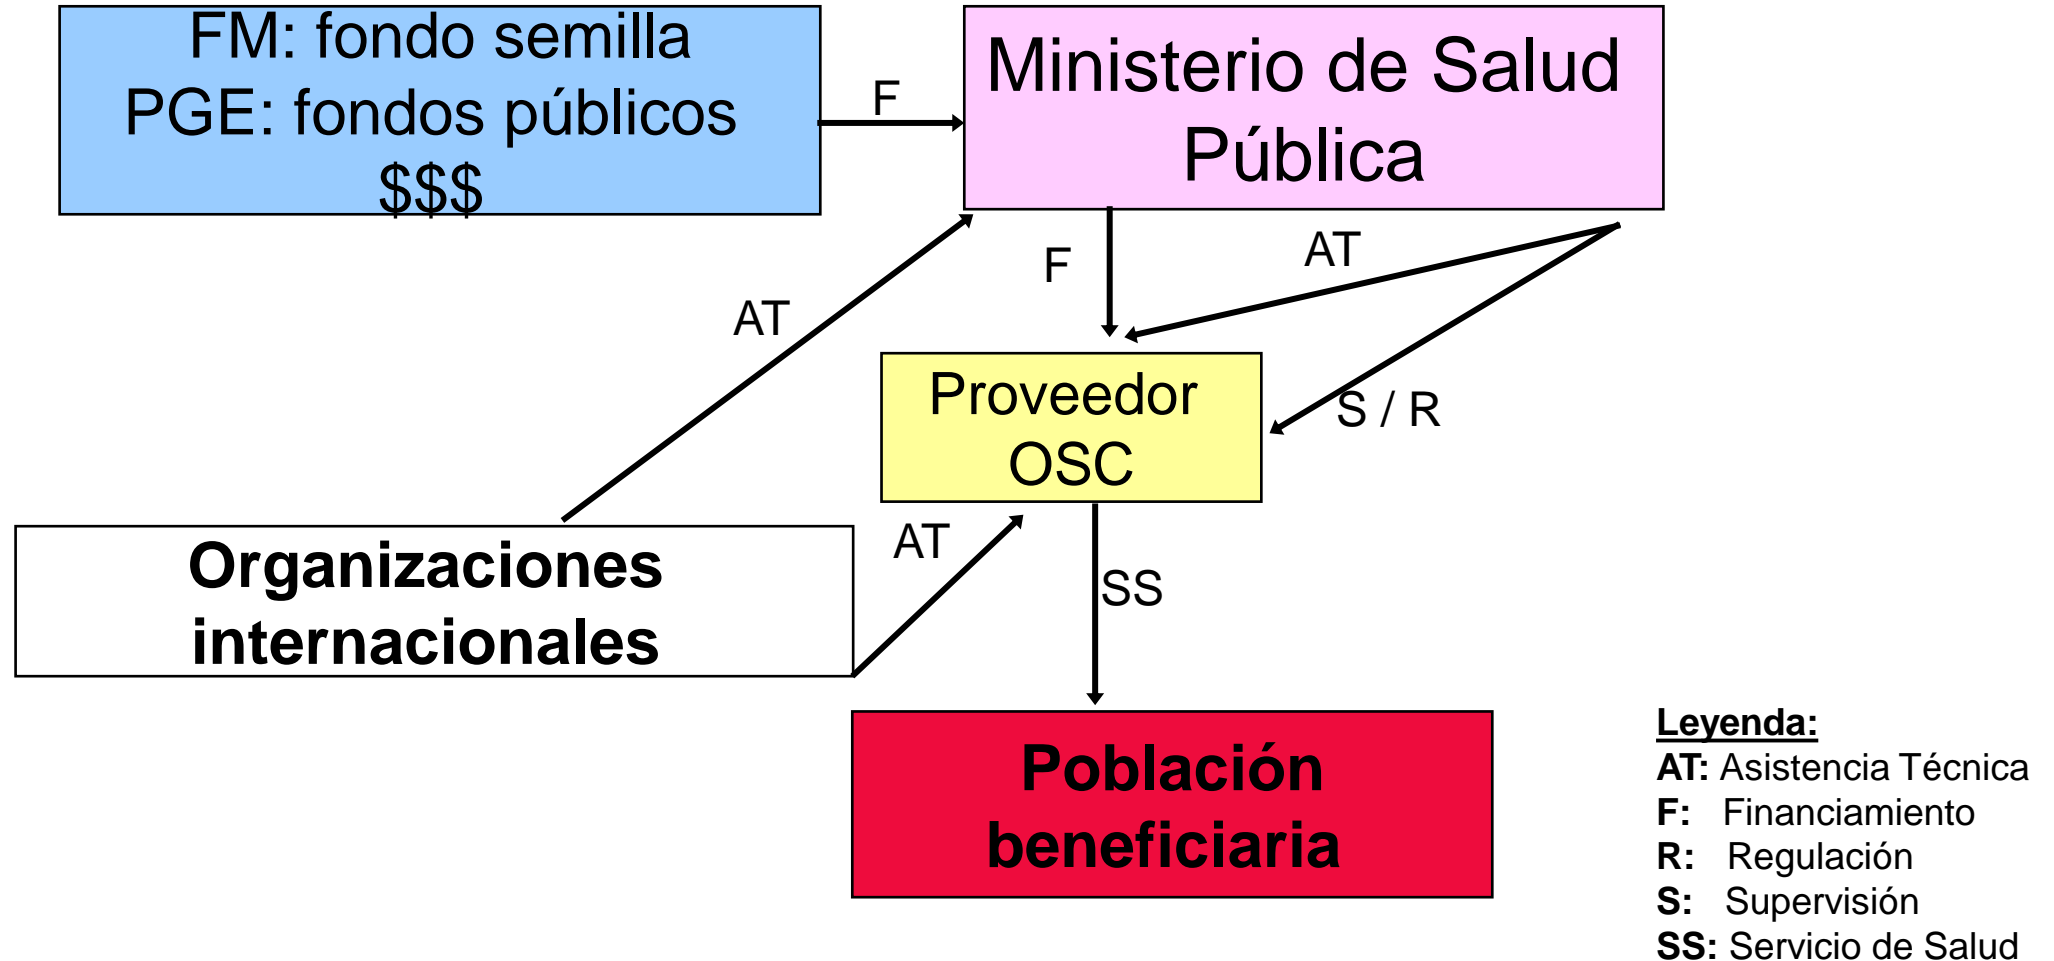 FM: fondo semilla
PGE: fondos públicos
$$$
F
Ministerio de Salud
Pública
F
AT
AT
Proveedor
OSC
S / R
Organizaciones
internacionales
AT
SS
Población
beneficiaria
Leyenda:
AT: Asistencia Técnica
F: Financiamiento
R: Regulación
S: Supervisión
SS: Servicio de Salud